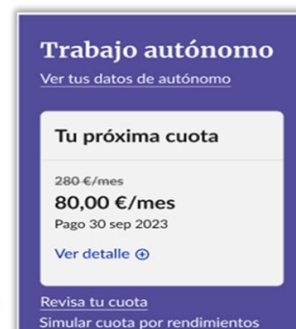 Trabajo autónomo
Ver tus datos de autónomo
Tu próxima cuota
280 €/mes
80,00 €/mes
Pago 30 sep 2023
Ver detalle
Revisa tu cuota
Simular cuota por rendimientos